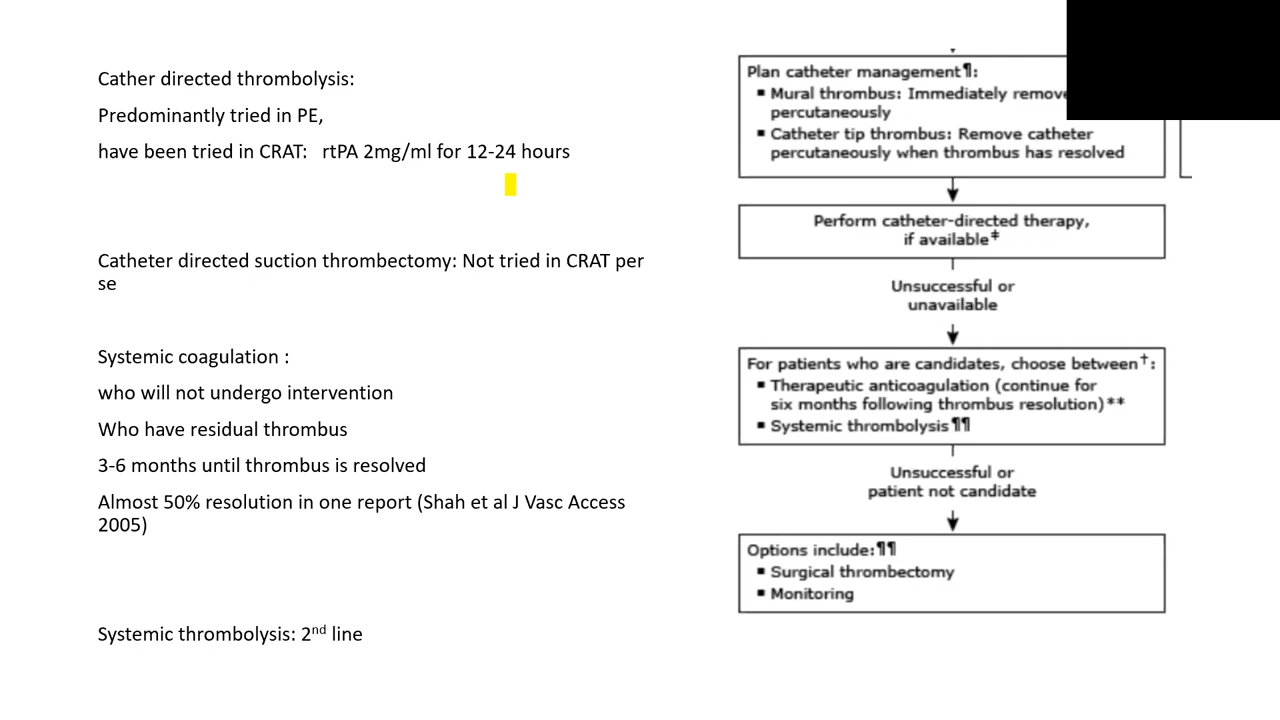 Cather directed thrombolysis:
Predominantly tried in PE,
have been tried in CRAT: rtPA 2mg/ml for 12-24 hours
Catheter directed suction thrombectomy: Not tried in CRAT per
se
Systemic coagulation :
who will not undergo intervention
Who have residual thrombus
3-6 months until thrombus is resolved
Almost 50% resolution in one report (Shah et al J Vasc Access
2005)
Systemic thrombolysis: 2nd line
Plan catheter management¶:
▪ Mural thrombus: Immediately remove
percutaneously
▪ Catheter tip thrombus: Remove catheter
percutaneously when thrombus has resolved
Perform catheter-directed therapy,
if available‡
Unsuccessful or
unavailable
For patients who are candidates, choose between†:
▪ Therapeutic anticoagulation (continue for
six months following thrombus resolution)**
▪ Systemic thrombolysis¶¶
Unsuccessful or
patient not candidate
Options include:¶¶
▪ Surgical thrombectomy
▪ Monitoring